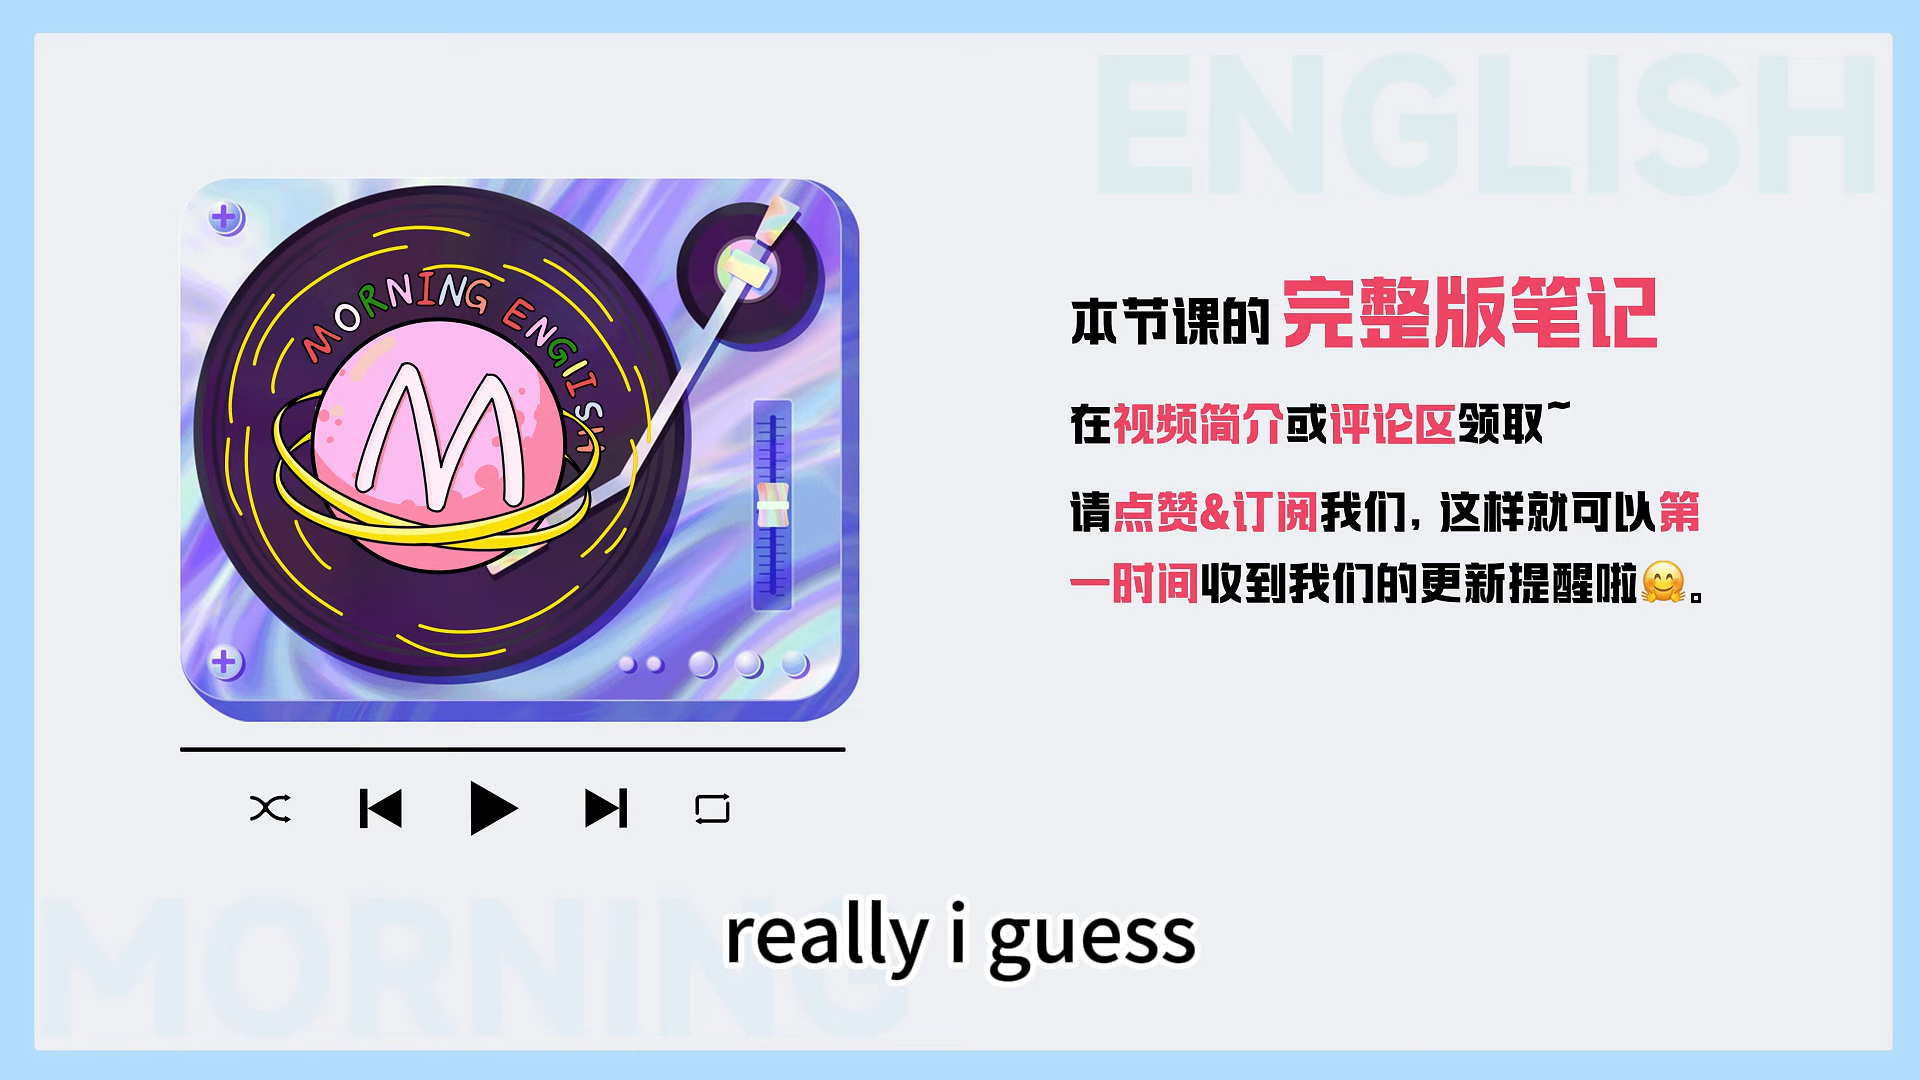 ENGLISH
MORNING ENGLISH
M
本节课的 完整版笔记
在视频简介或评论区领取~
请点赞&订阅我们，这样就可以第
一时间收到我们的更新提醒啦🤗。
MORNING
really i guess